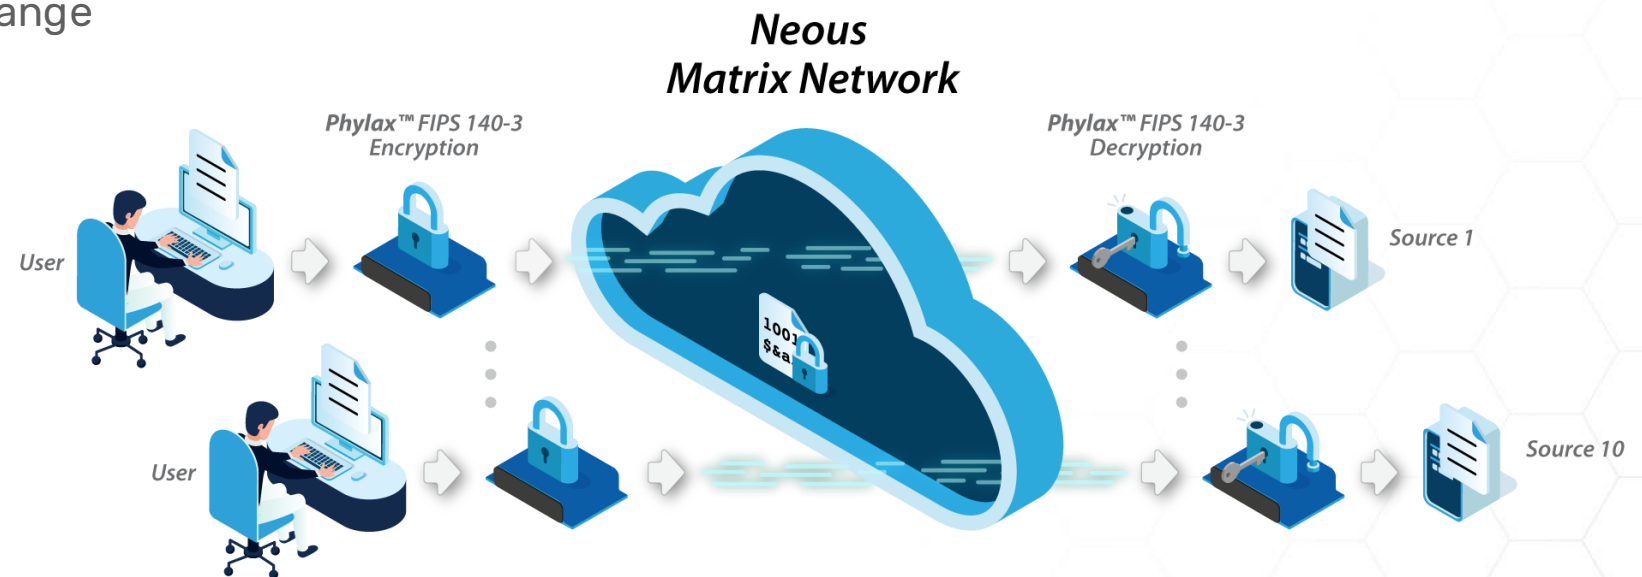 ange
Neous
Matrix Network
Phylax™ FIPS 140-3
Encryption
Phylax™ FIPS 140-3
Decryption
User
Source 1
1001
$&a
User
Source 10